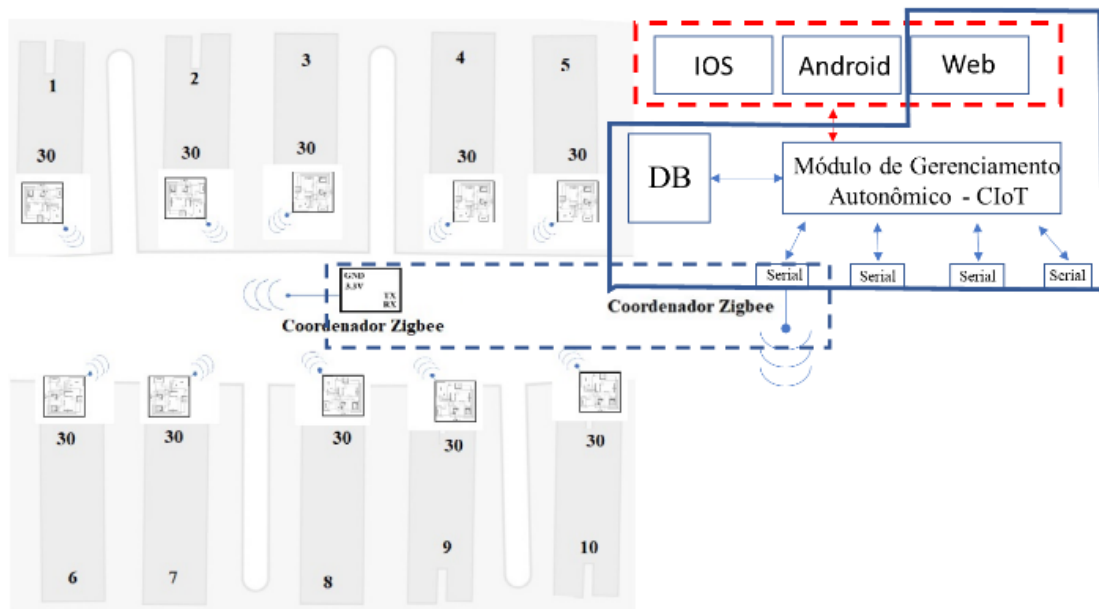 1
2
3
4
5
30
30
30
30
30
IOS
Android
Web
DB
Módulo de Gerenciamento
Autonômico - CIoT
Serial
Serial
Serial
Serial
GND
3.3V
TX
RX
Coordenador Zigbee
Coordenador Zigbee
30
30
30
30
30
6
7
8
9
10